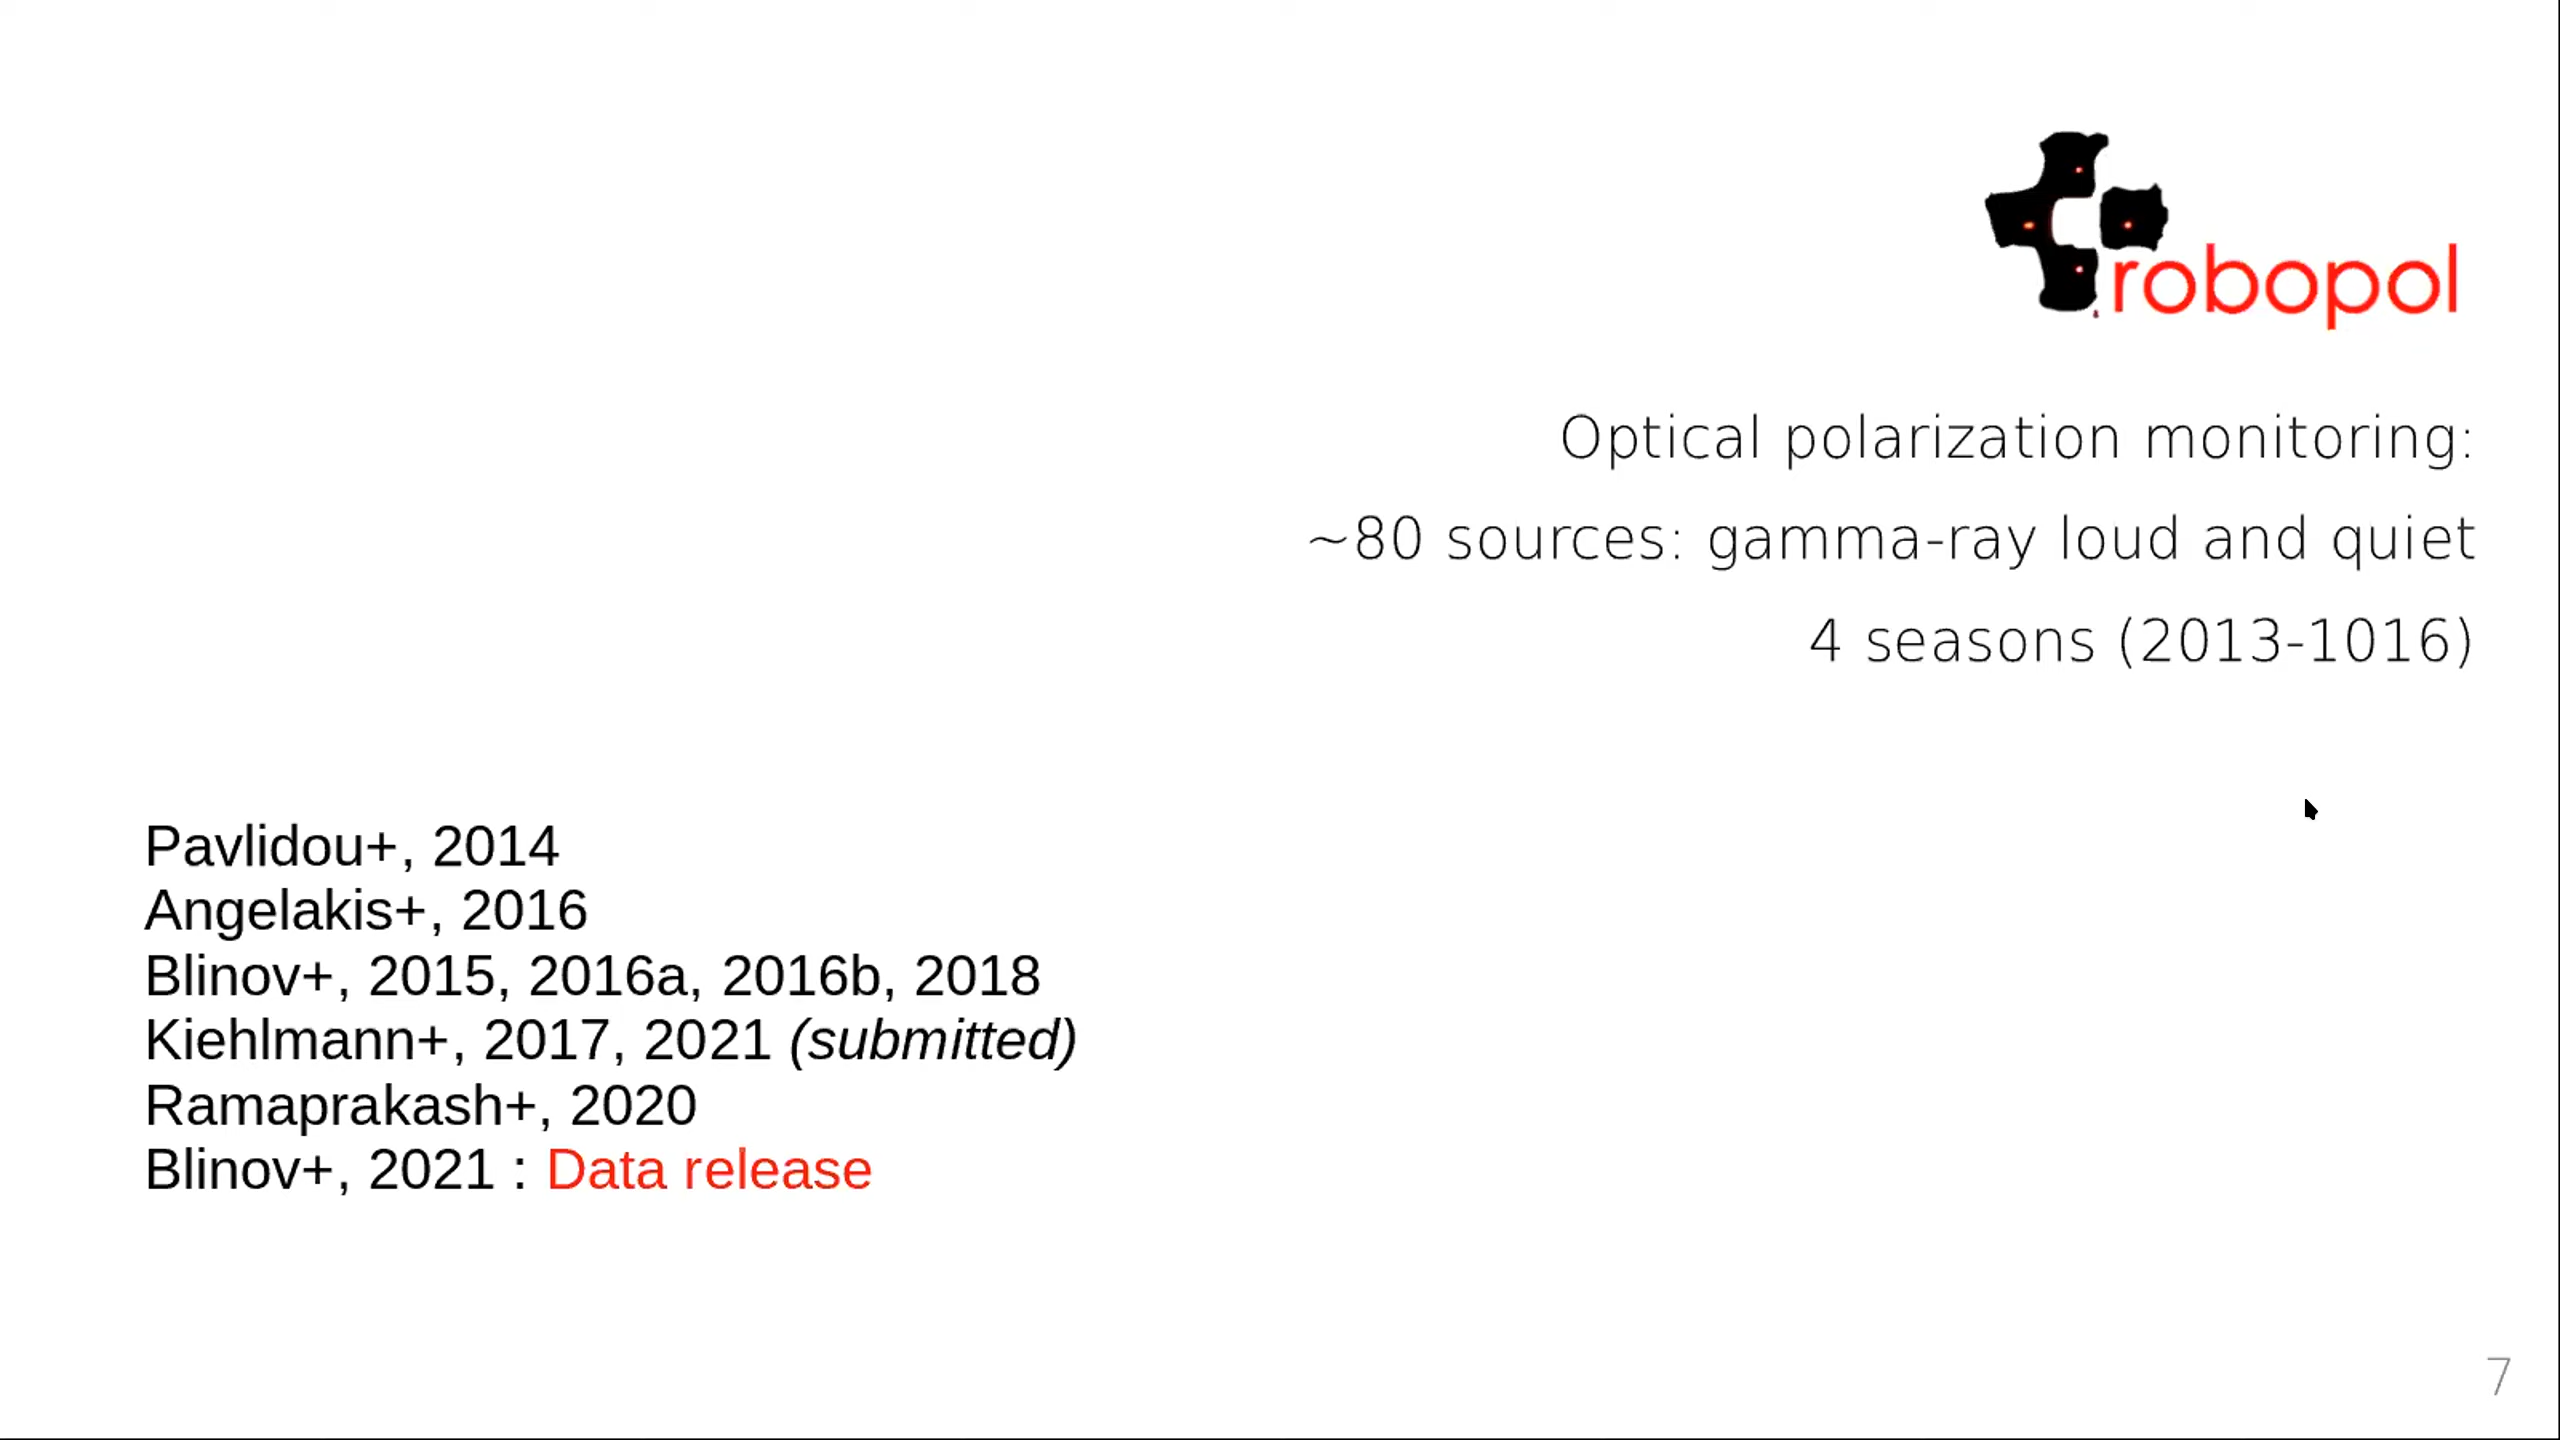 robopol
Optical polarization monitoring:
~80 sources: gamma-ray loud and quiet
4 seasons (2013-1016)
Pavlidou+, 2014
Angelakis+, 2016
Blinov+, 2015, 2016a, 2016b, 2018
Kiehlmann+, 2017, 2021 (submitted)
Ramaprakash+, 2020
Blinov+, 2021 : Data release
7